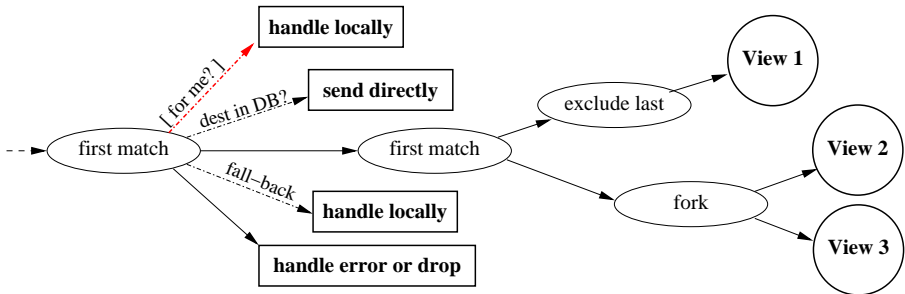 handle locally
[ for me? ]
View 1
send directly
dest in DB?
exclude last
first match
first match
View 2
fall–back
handle locally
fork
View 3
handle error or drop